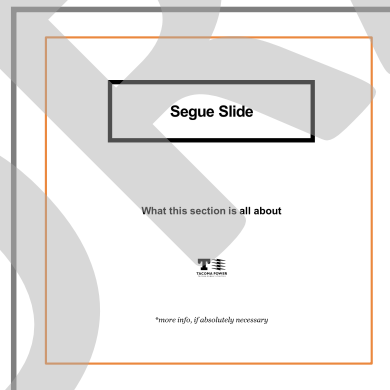 Segue Slide
What this section is all about
TACOMA POWER
*more info, if absolutely necessary